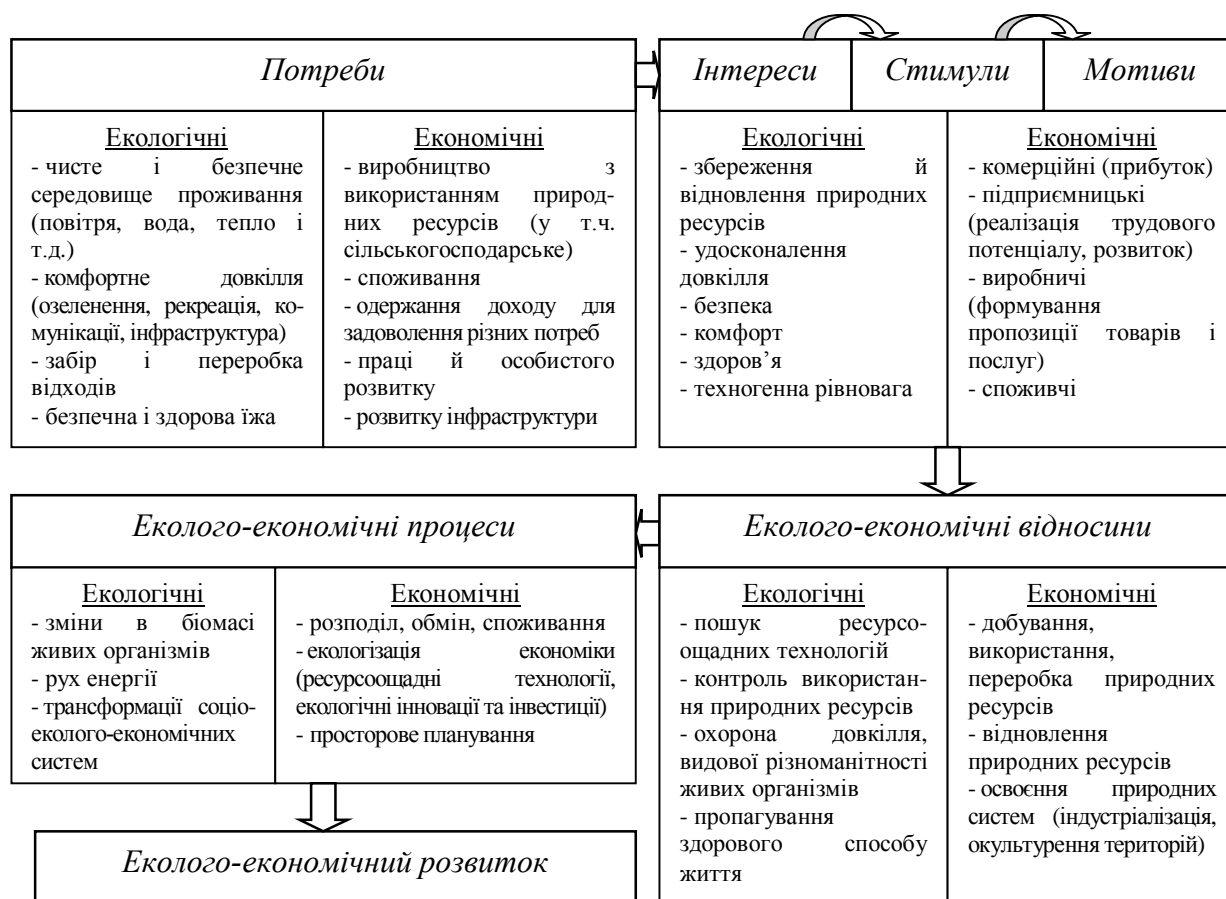 Потреби
Інтереси
Стимули
Мотиви
Екологічні
- чисте і безпечне
середовище проживання
(повітря, вода, тепло і
т.д.)
- комфортне довкілля
(озеленення, рекреація, ко-
мунікації, інфраструктура)
- забір і переробка
відходів
- безпечна і здорова їжа
Економічні
- виробництво з
використанням природ-
них ресурсів (у т.ч.
сільськогосподарське)
- споживання
- одержання доходу для
задоволення різних потреб
- праці й особистого
розвитку
- розвитку інфраструктури
Екологічні
- збереження й
відновлення природних
ресурсів
- удосконалення
довкілля
- безпека
- комфорт
- здоров’я
- техногенна рівновага
Економічні
- комерційні (прибуток)
- підприємницькі
(реалізація трудового
потенціалу, розвиток)
- виробничі
(формування
пропозиції товарів і
послуг)
- споживчі
Еколого-економічні процеси
Екологічні
- зміни в біомасі
живих організмів
- рух енергії
- трансформації соціо-
еколого-економічних
систем
Економічні
- розподіл, обмін, споживання
- екологізація економіки
(ресурсоощадні технології,
екологічні інновації та інвестиції)
- просторове планування
Еколого-економічні відносини
Екологічні
- пошук ресурсо-
ощадних технологій
- контроль використан-
ня природних ресурсів
- охорона довкілля,
видової різноманітності
живих організмів
- пропагування
здорового способу
життя
Економічні
- добування,
використання,
переробка природних
ресурсів
- відновлення
природних ресурсів
- освоєння природних
систем (індустріалізація,
окультурення територій)
Еколого-економічний розвиток